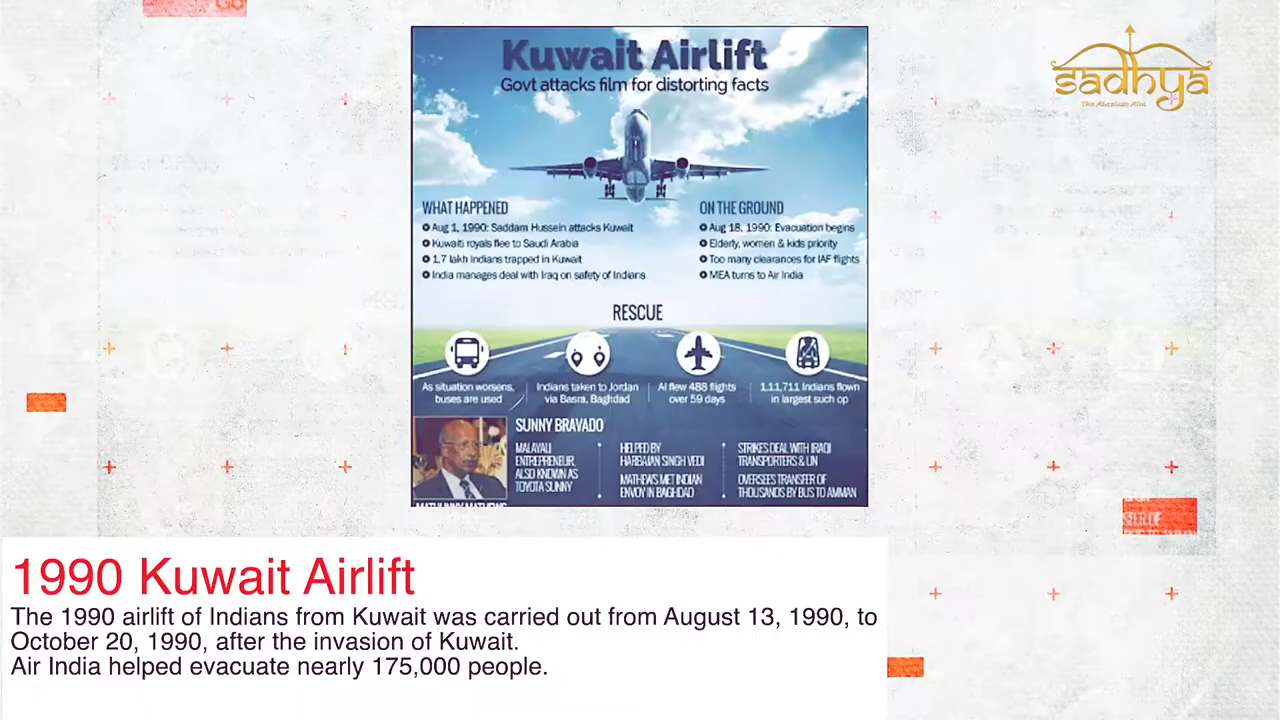 GO
sadhya
The Absolute Aim
Kuwait Airlift
Govt attacks film for distorting facts
WHAT HAPPENED
Aug 1, 1990: Saddam Hussein attacks Kuwait
Kuwaiti royals flee to Saudi Arabia
1.7 lakh Indians trapped in Kuwait
India manages deal with Iraq on safety of Indians
ON THE GROUND
Aug 18, 1990: Evacuation begins
Elderly, women & kids priority
Too many clearances for IAF flights
MEA turns to Air India
RESCUE
As situation worsens,
buses are used
Indians taken to Jordan
via Basra, Baghdad
AI flew 488 flights
over 59 days
1,11,711 Indians flown
in largest such op
SUNNY BRAVADO
MALAYALI
ENTREPRENEUR,
ALSO KNOWN AS
TOYOTA SUNNY
HELPED BY
HARBAJAN SINGH VEDI
MATHEWS MET INDIAN
ENVOY IN BAGHDAD
STRIKES DEAL WITH IRAQI
TRANSPORTERS & UN
OVERSEES TRANSFER OF
THOUSANDS BY BUS TO AMMAN
1990 Kuwait Airlift
The 1990 airlift of Indians from Kuwait was carried out from August 13, 1990, to
October 20, 1990, after the invasion of Kuwait.
Air India helped evacuate nearly 175,000 people.